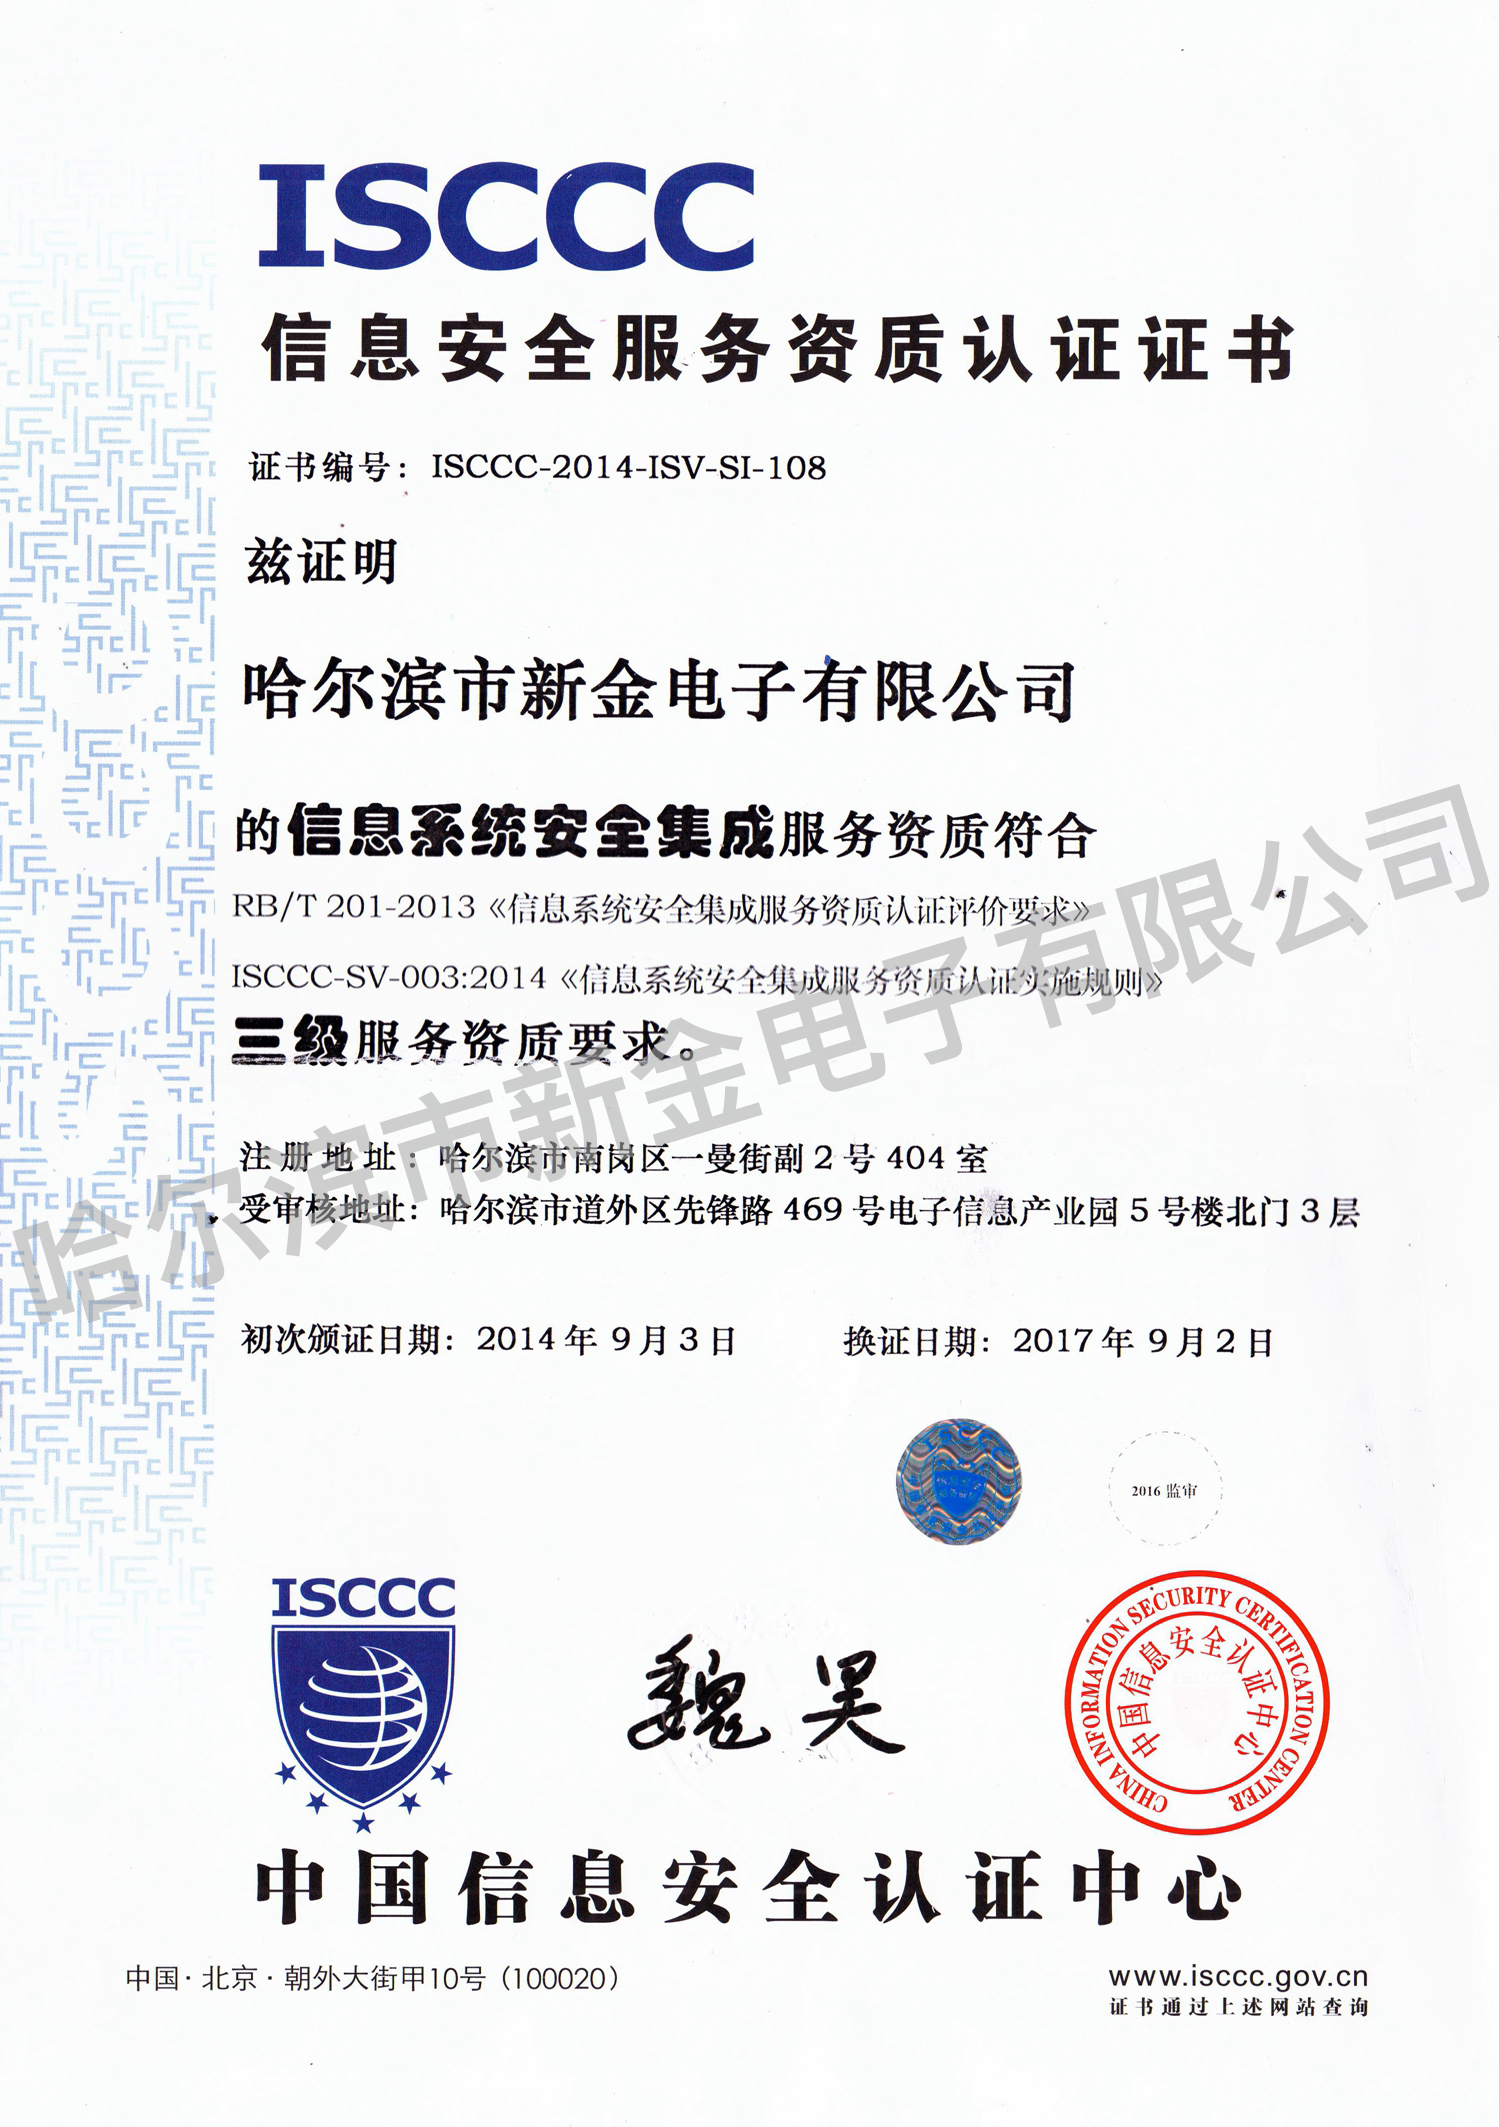 ISCCC
信息安全服务资质认证证书
证书编号：ISCCC-2014-ISV-SI-108
兹证明
哈尔滨市新金电子有限公司
的信息系统安全集成服务资质符合
RB/T 201-2013《信息系统安全集成服务资质认证评价要求》
ISCCC-SV-003:2014《信息系统安全集成服务资质认证实施规则》
三级服务资质要求。
哈尔滨市新金电子有限公司
注册地址：哈尔滨市南岗区一曼街副2号404室
受审核地址：哈尔滨市道外区先锋路469号电子信息产业园5号楼北门3层
初次颁证日期：2014年9月3日 换证日期：2017年9月2日
2016 监审
ISCCC
魏昊
CHINA INFORMATION SECURITY CERTIFICATION CENTER
中国信息安全认证中心
中国信息安全认证中心
中国·北京·朝外大街甲10号（100020）
www.isccc.gov.cn
证书通过上述网站查询